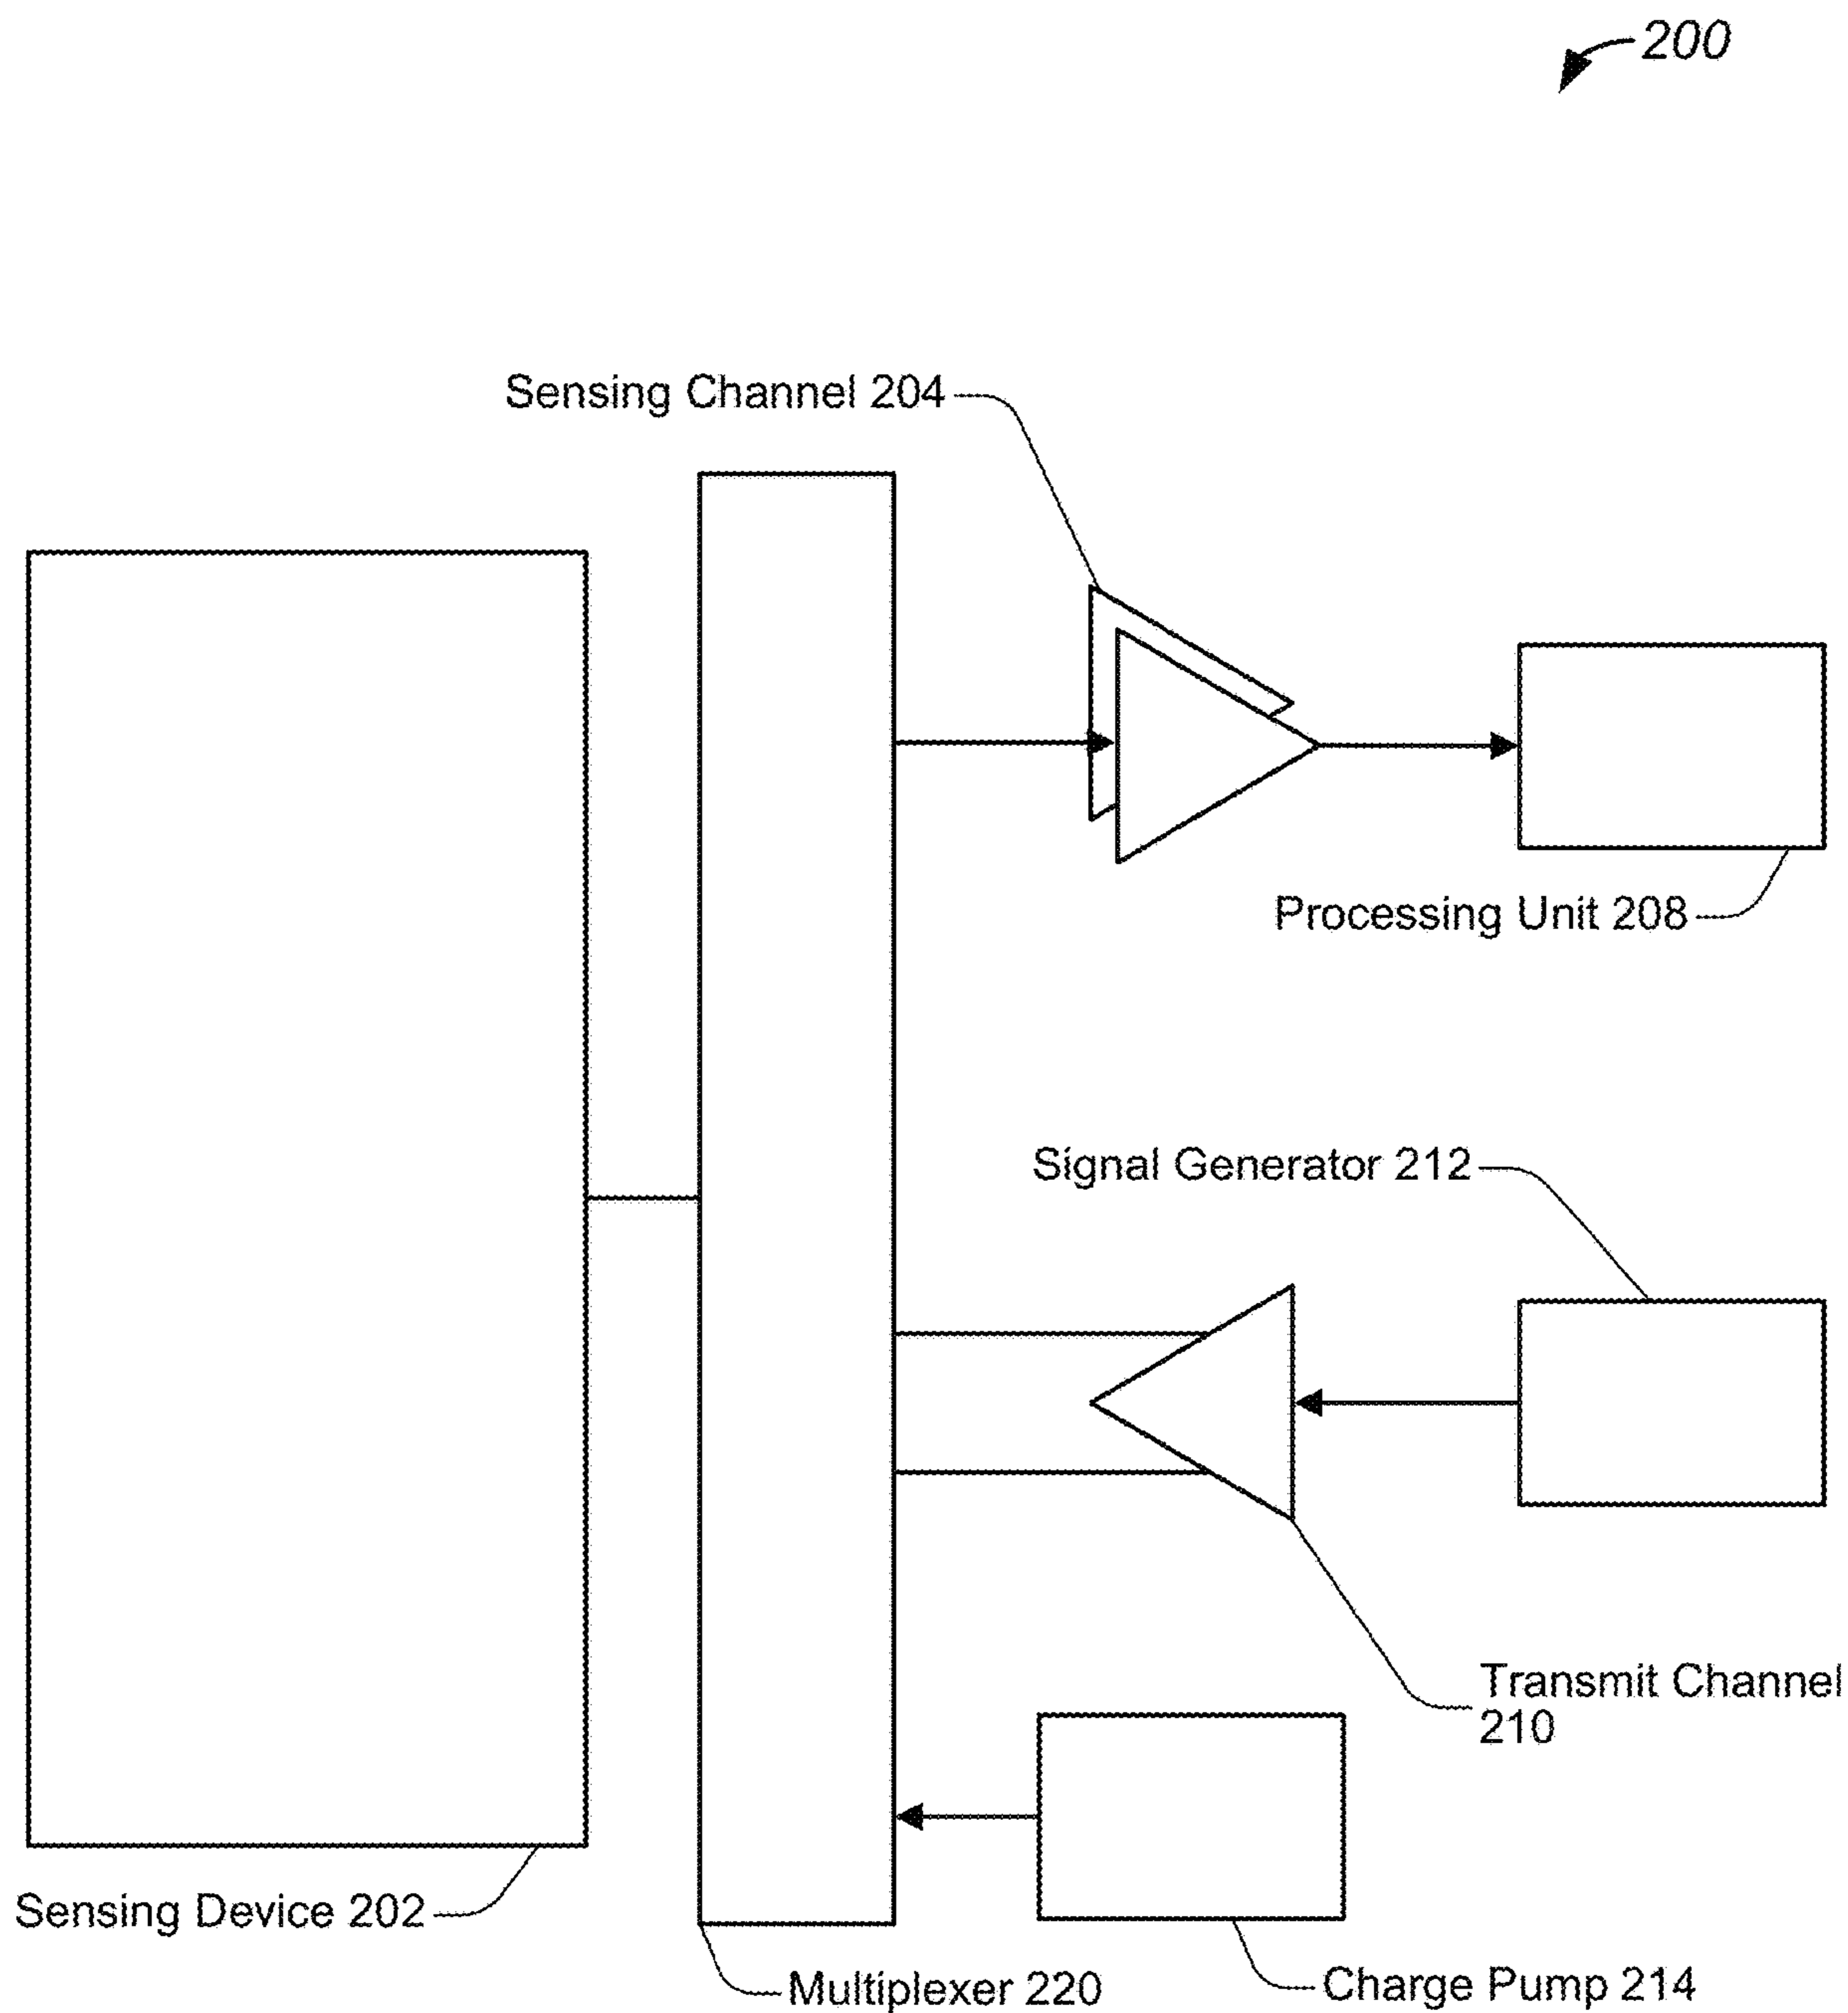 200
Sensing Channel 204
Processing Unit 208
Signal Generator 212
Transmit Channel
210
Sensing Device 202
Multiplexer 220
Charge Pump 214